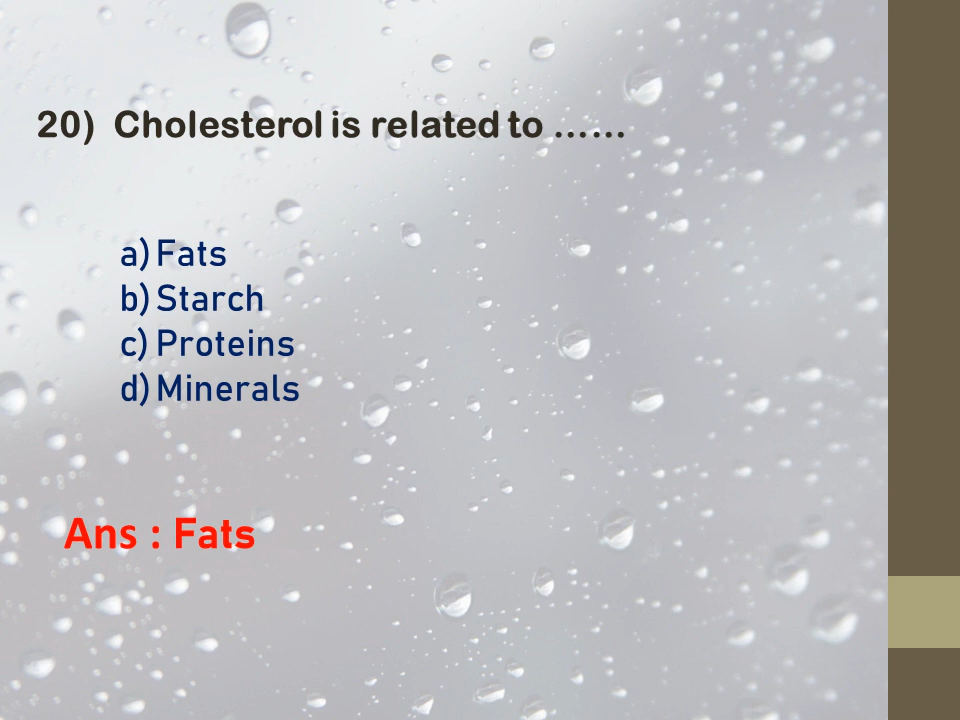 20) Cholesterol is related to ……
a) Fats
b) Starch
c) Proteins
d) Minerals
Ans : Fats